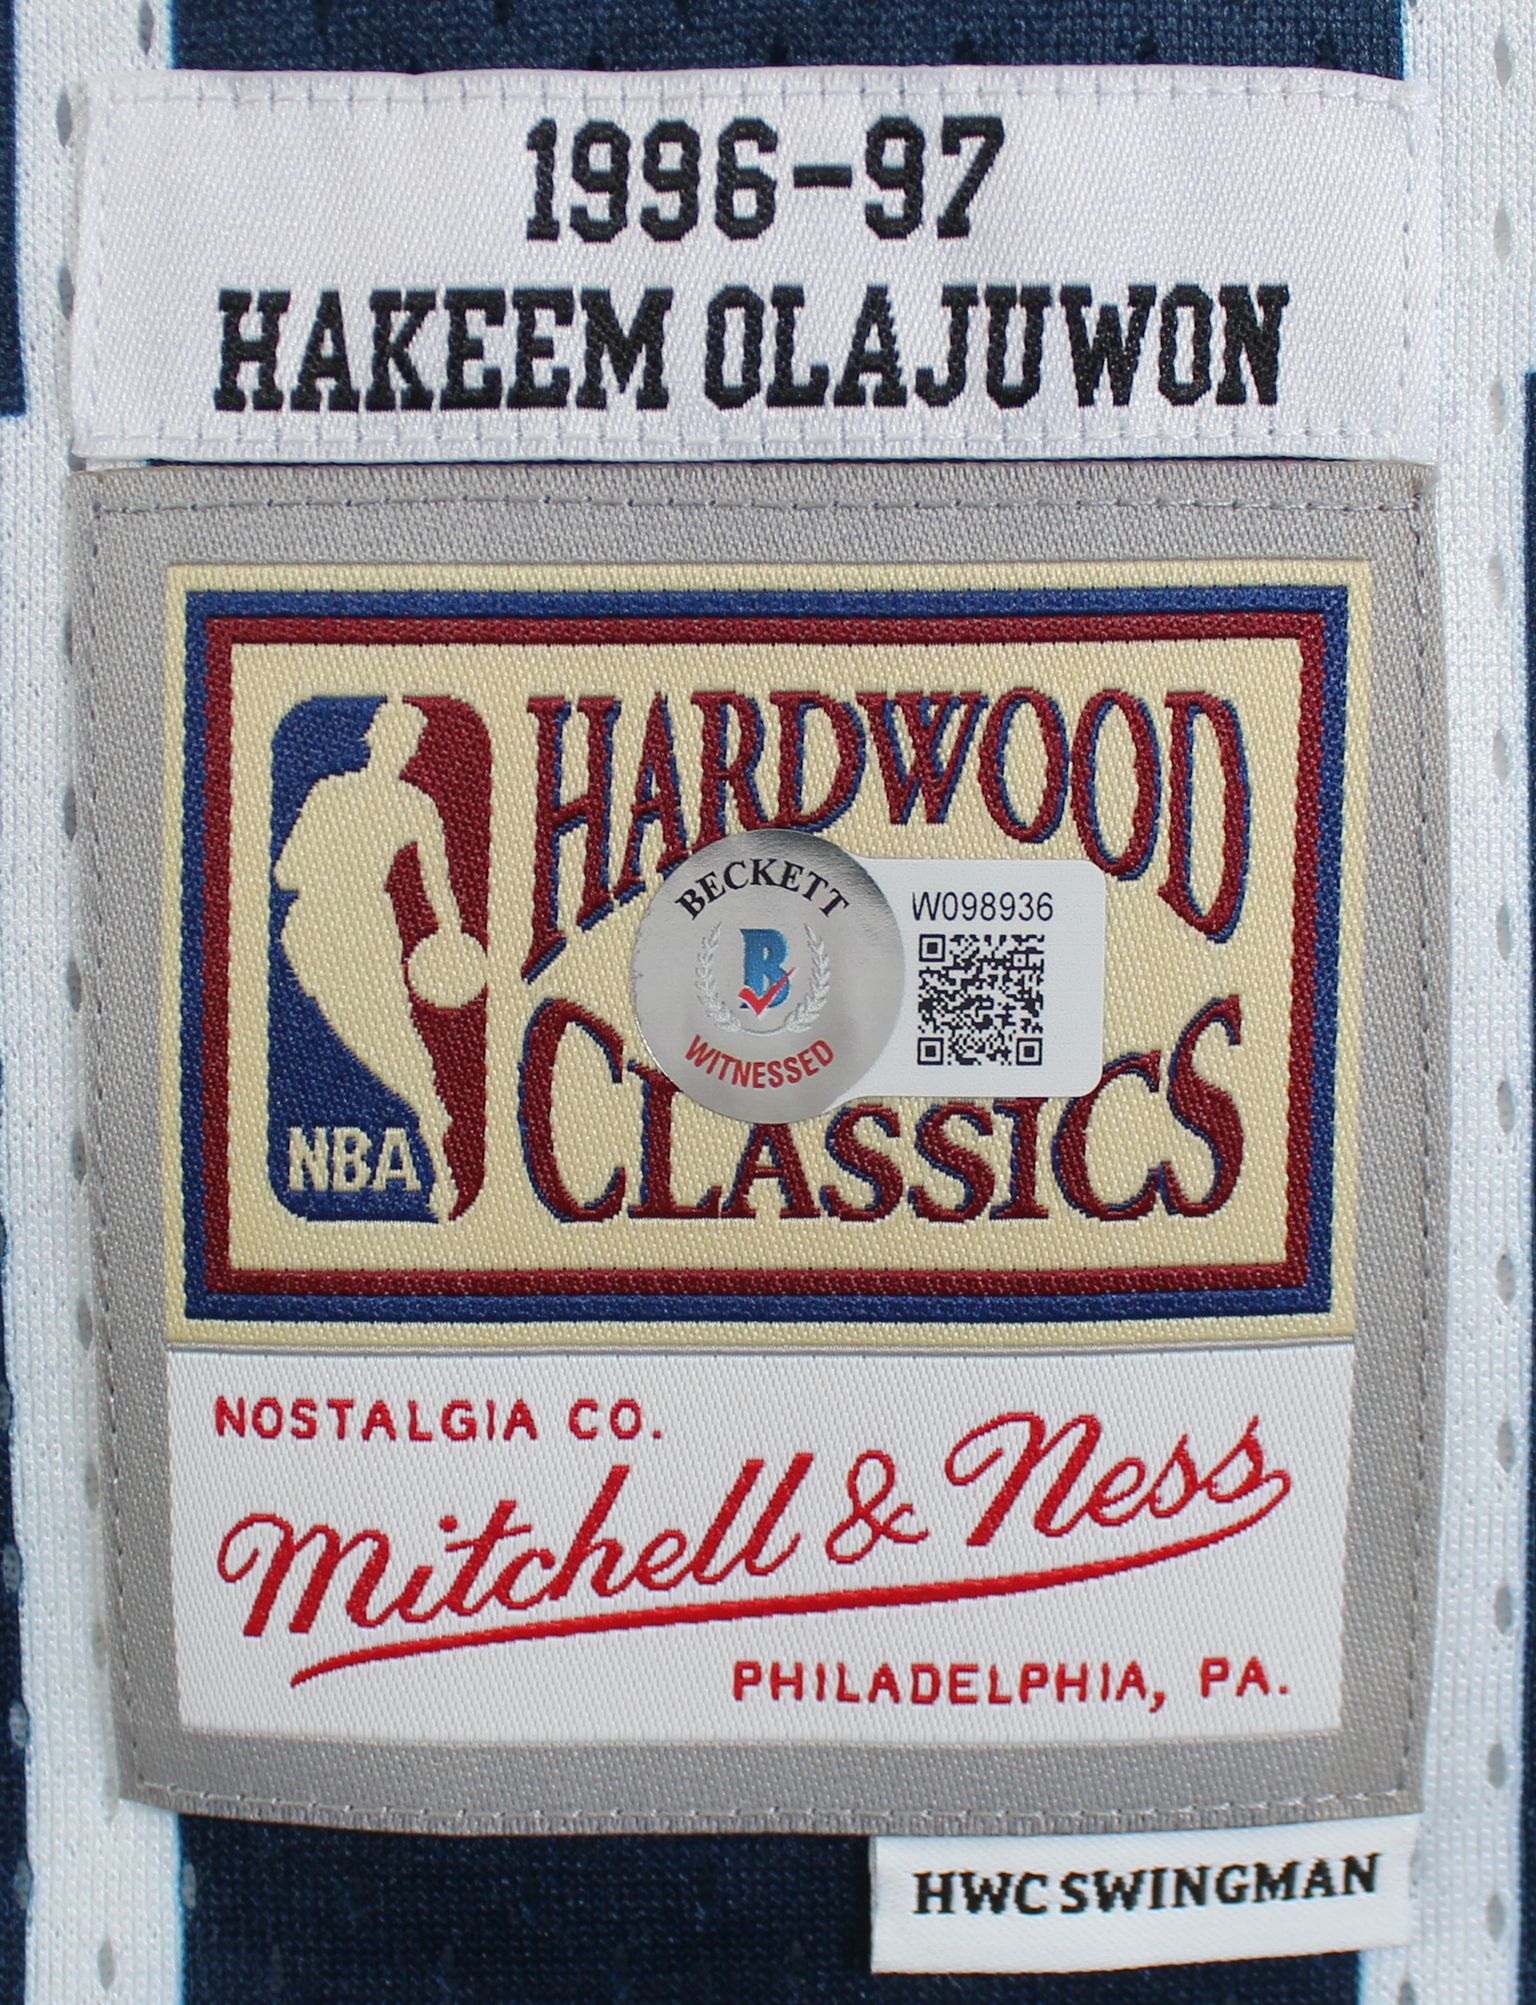 1996-97
HAKEEM OLAJUWON
HARDWOOD
CLASSICS
NBA
BECKETT
B
WITNESSED
W098936
NOSTALGIA CO.
Mitchell & Ness
PHILADELPHIA, PA.
HWC SWINGMAN